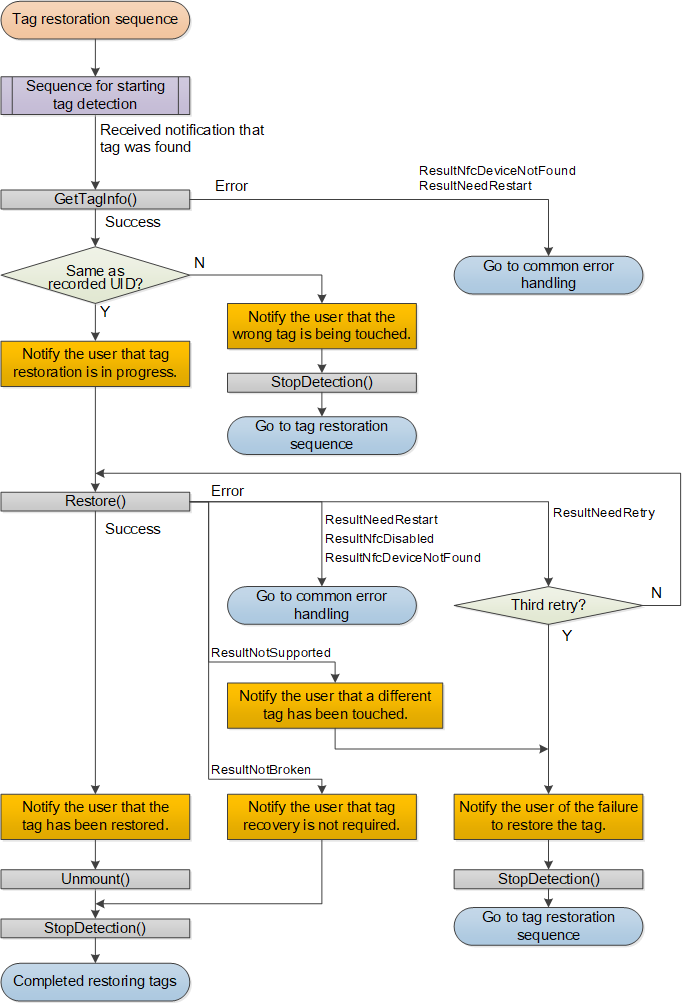 Tag restoration sequence
Sequence for starting
tag detection
Received notification that
tag was found
GetTagInfo()
Error
ResultNfcDeviceNotFound
ResultNeedRestart
Success
Go to common error
handling
Same as
recorded UID?
N
Y
Notify the user that the
wrong tag is being touched.
Notify the user that tag
restoration is in progress.
StopDetection()
Go to tag restoration
sequence
Restore()
Error
Success
ResultNeedRestart
ResultNfcDisabled
ResultNfcDeviceNotFound
ResultNeedRetry
Go to common error
handling
Third retry?
N
Y
ResultNotSupported
Notify the user that a different
tag has been touched.
ResultNotBroken
Notify the user that the
tag has been restored.
Notify the user that tag
recovery is not required.
Notify the user of the failure
to restore the tag.
Unmount()
StopDetection()
StopDetection()
Go to tag restoration
sequence
Completed restoring tags